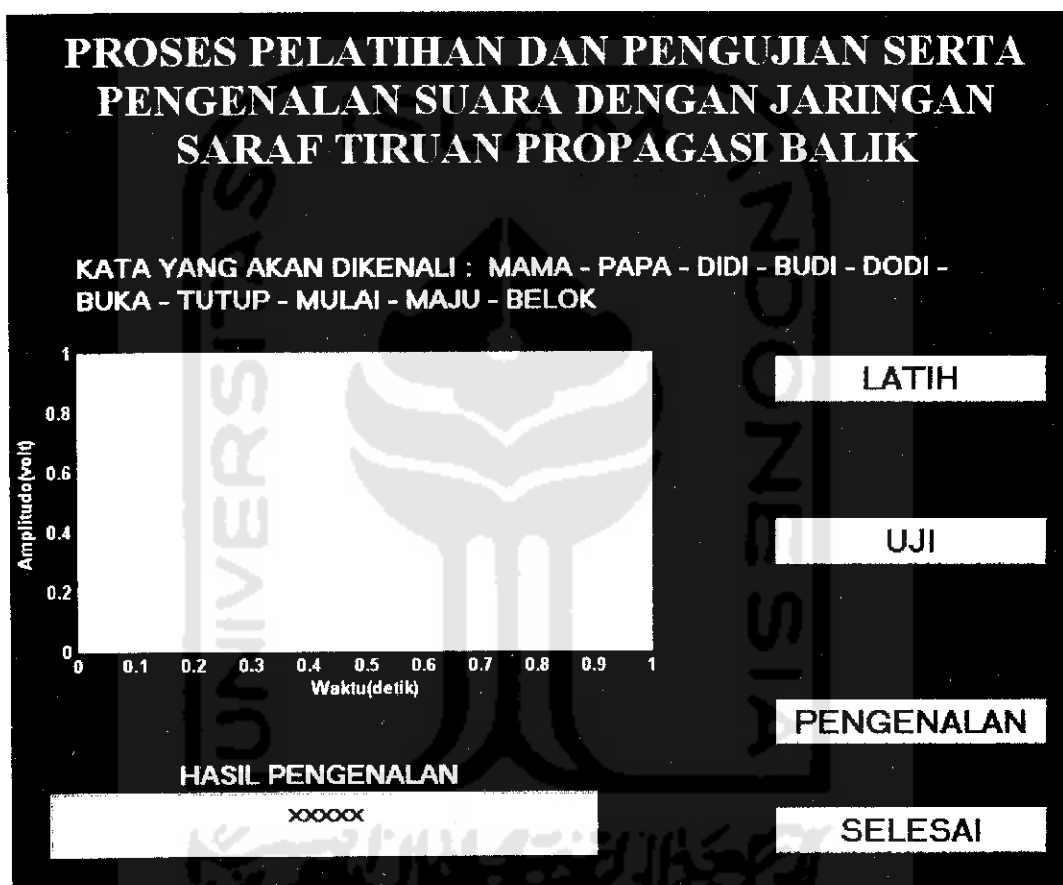 PROSES PELATIHAN DAN PENGUJIAN SERTA
PENGENALAN SUARA DENGAN JARINGAN
SARAF TIRUAN PROPAGASI BALIK
KATA YANG AKAN DIKENALI : MAMA - PAPA - DIDI - BUDI - DODI -
BUKA - TUTUP - MULAI - MAJU - BELOK
1
0.8
0.6
0.4
0.2
0
Amplitudo(volt)
0 0.1 0.2 0.3 0.4 0.5 0.6 0.7 0.8 0.9 1
Waktu(detik)
LATIH
UJI
PENGENALAN
SELESAI
HASIL PENGENALAN
xxxxx
UNIVERSITAS
ISLAM
INDONESIA